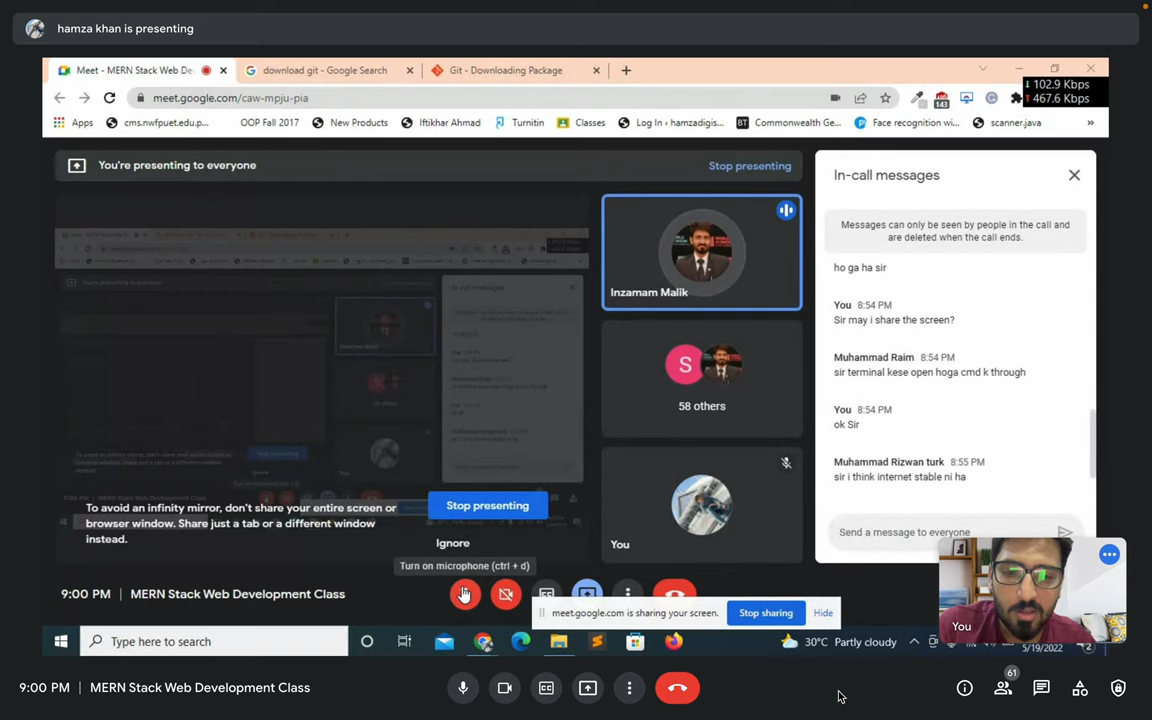 hamza khan is presenting
Meet - MERN Stack Web De
download git - Google Search
Git - Downloading Package
meet.google.com/caw-mpju-pia
143
102.9 Kbps
467.6 Kbps
Apps
cms.nwfpuet.edu.p...
OOP Fall 2017
New Products
Iftikhar Ahmad
Turnitin
Classes
Log In ‹ hamzadigis...
BT Commonwealth Ge...
Face recognition wi...
scanner.java
»
You're presenting to everyone
Stop presenting
In-call messages
Messages can only be seen by people in the call and
are deleted when the call ends.
ho ga ha sir
You 8:54 PM
Sir may i share the screen?
Muhammad Raim 8:54 PM
sir terminal kese open hoga cmd k through
You 8:54 PM
ok Sir
Muhammad Rizwan turk 8:55 PM
sir i think internet stable ni ha
Send a message to everyone
Inzamam Malik
S
58 others
You
To avoid an infinity mirror, don't share your entire screen or
browser window. Share just a tab or a different window
instead.
Stop presenting
Ignore
Turn on microphone (ctrl + d)
9:00 PM MERN Stack Web Development Class
meet.google.com is sharing your screen.
Stop sharing
Hide
You
Type here to search
30°C Partly cloudy
5/19/2022
2
9:00 PM MERN Stack Web Development Class
61